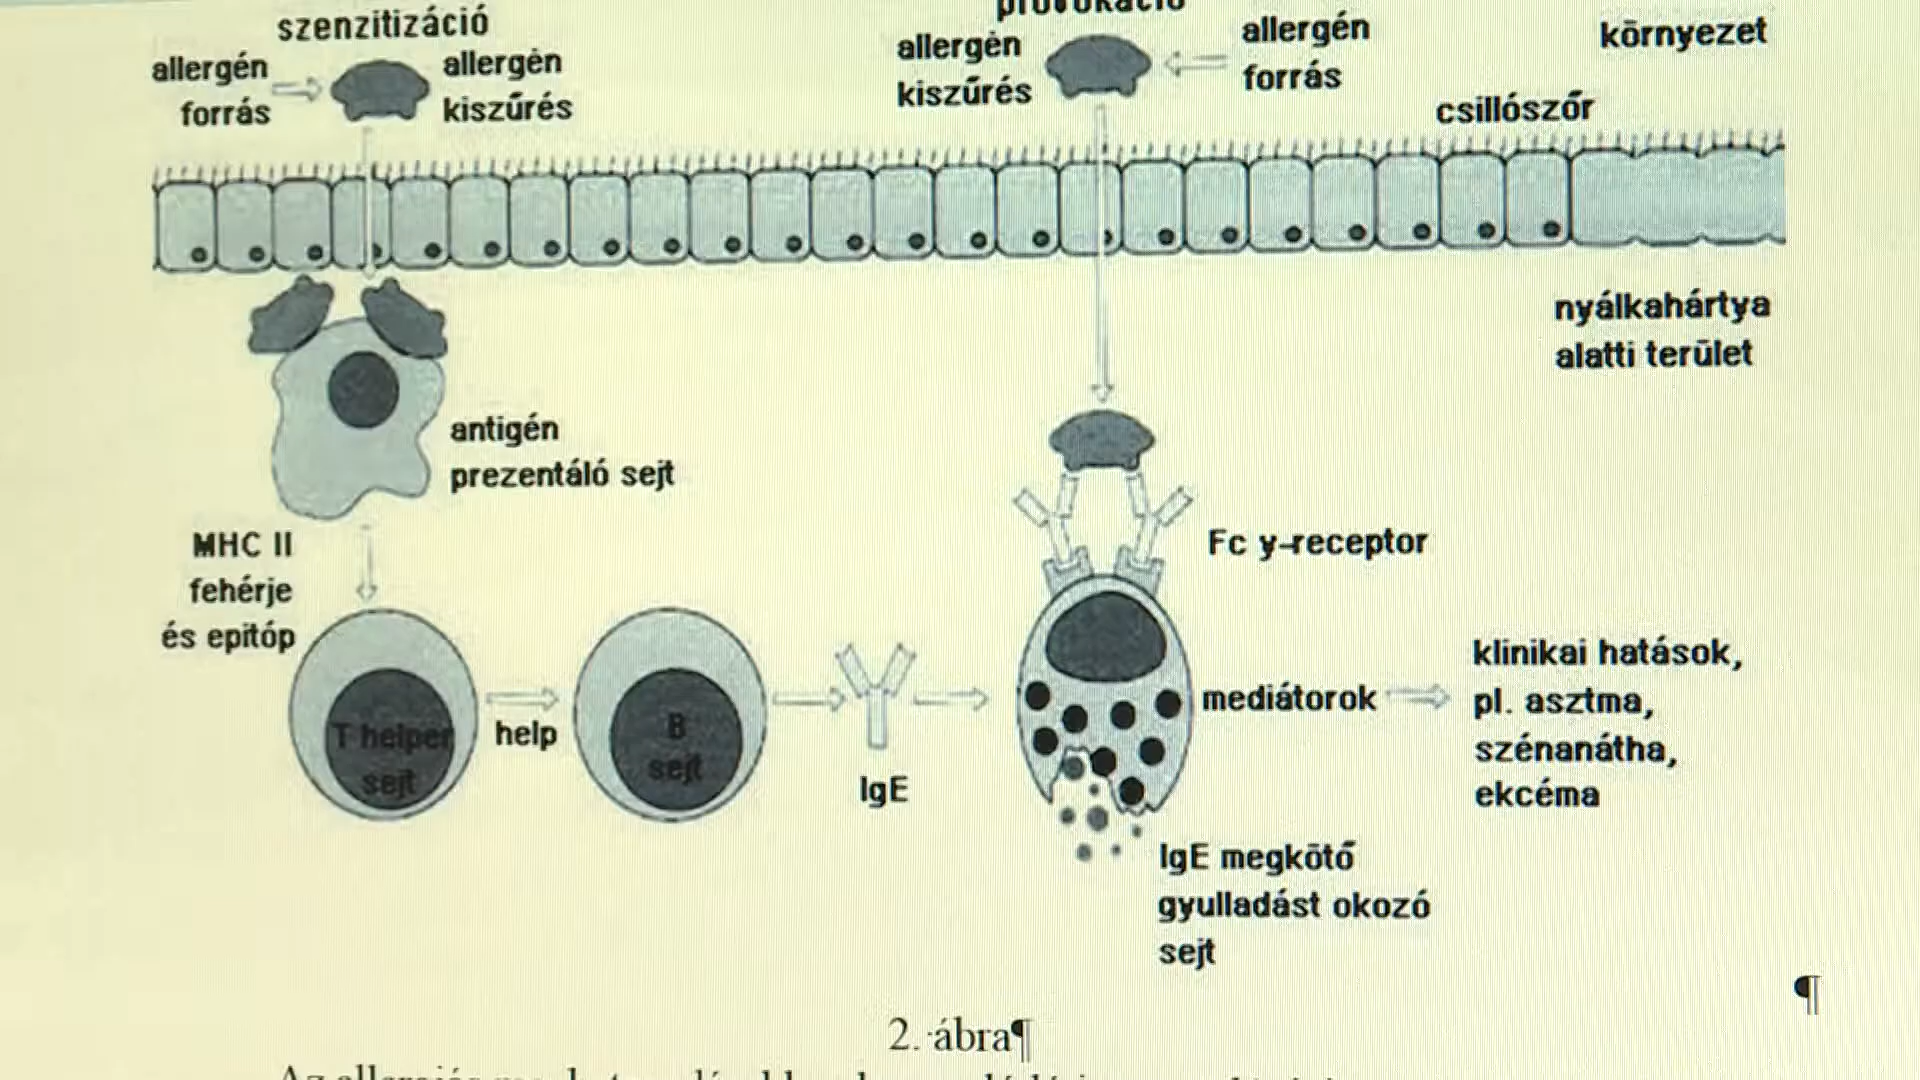 szenzitizáció
allergén
forrás
allergén
kiszűrés
provokáció
allergén
kiszűrés
allergén
forrás
környezet
csillószőr
nyálkahártya
alatti terület
antigén
prezentáló sejt
MHC II
fehérje
és epitóp
T helper
sejt
help
B
sejt
IgE
Fc y-receptor
mediátorok
klinikai hatások,
pl. asztma,
szénanátha,
ekcéma
IgE megkötő
gyulladást okozó
sejt
¶
2. ábra¶